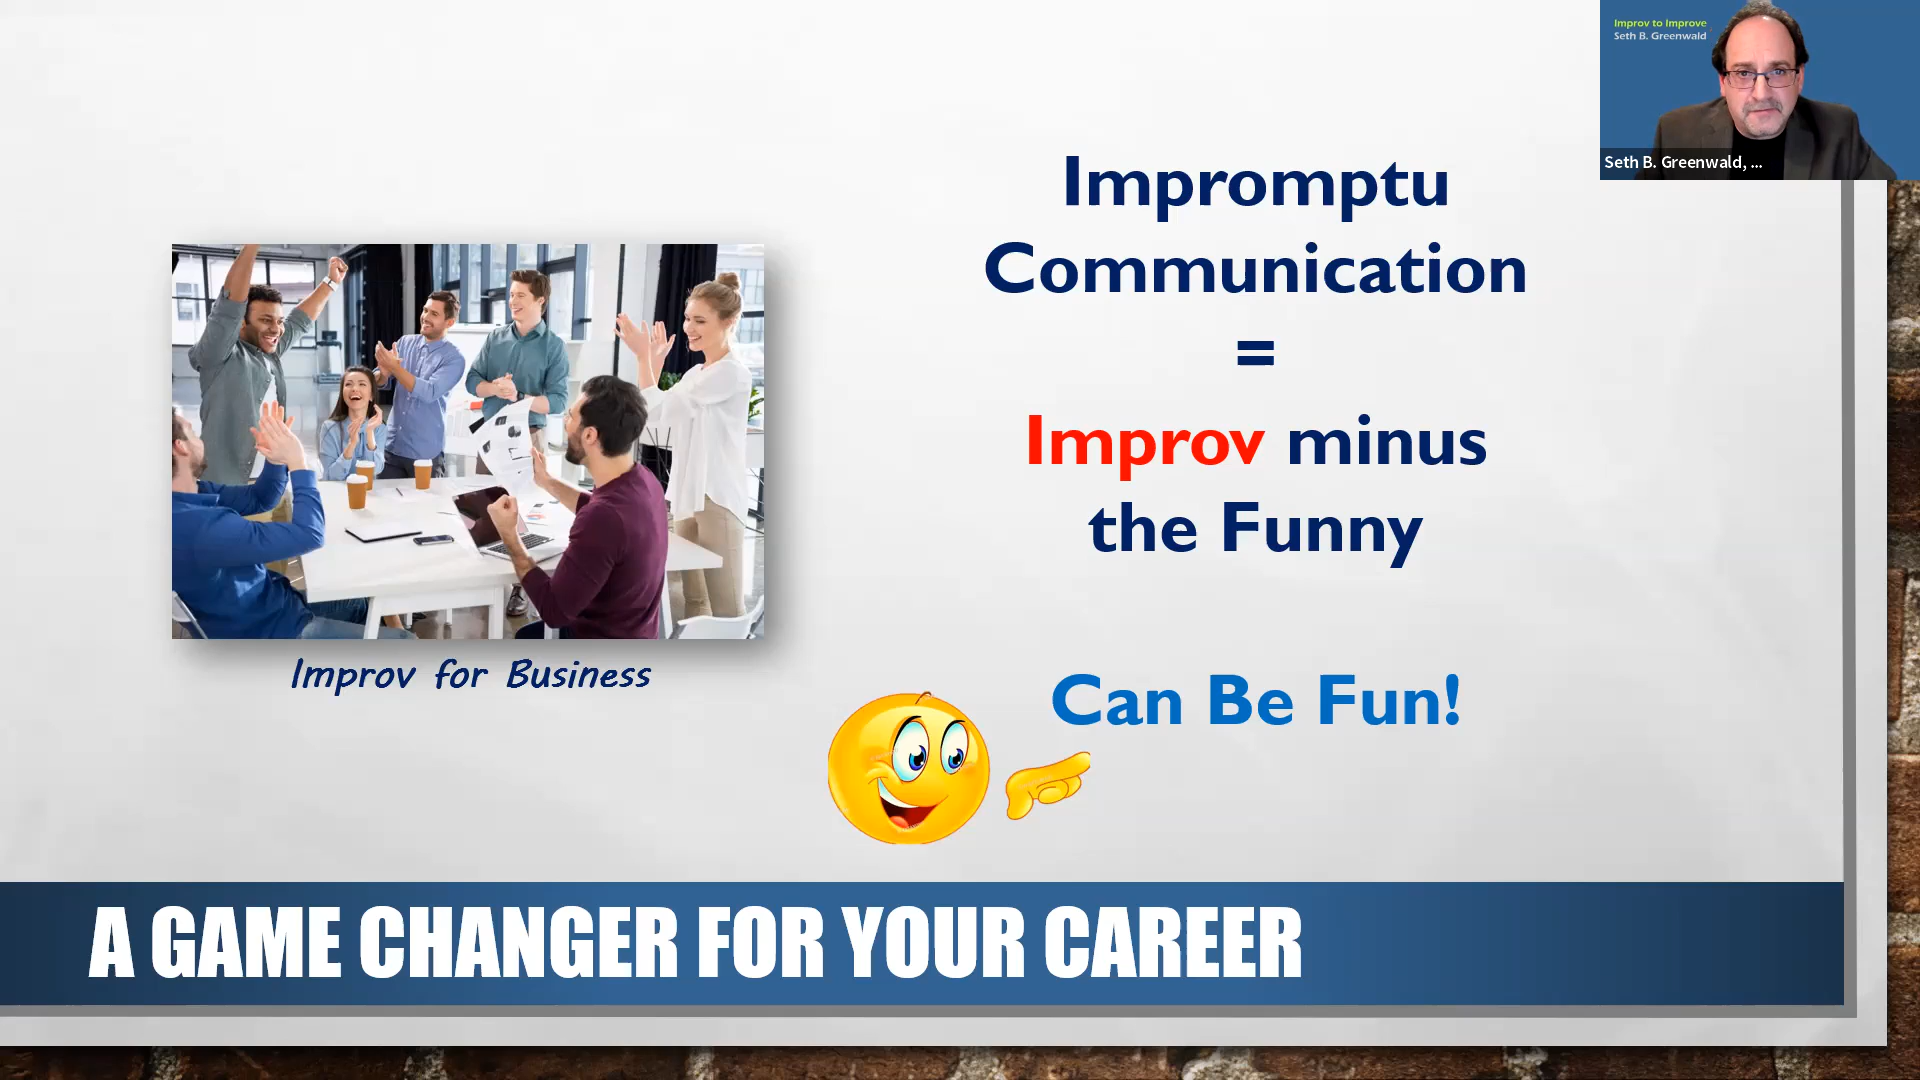 Improv to Improve
Seth B. Greenwald
Seth B. Greenwald, ...
Impromptu
Communication
=
Improv minus
the Funny
Can Be Fun!
Improv for Business
A GAME CHANGER FOR YOUR CAREER